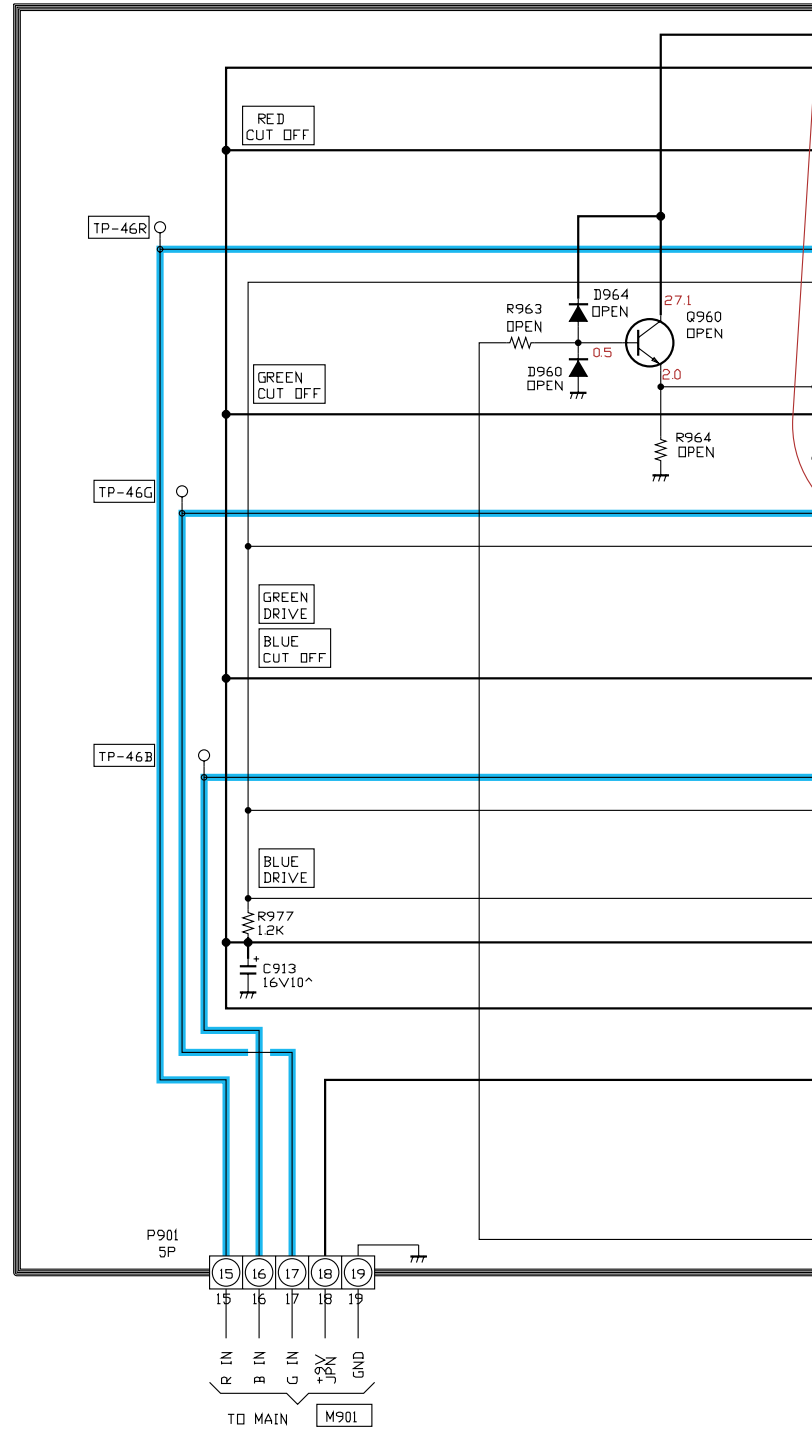 RED
CUT OFF
TP-46R
D964
OPEN
27.1
R963
OPEN
Q960
OPEN
0.5
D960
OPEN
2.0
GREEN
CUT OFF
R964
OPEN
TP-46G
GREEN
DRIVE
BLUE
CUT OFF
TP-46B
BLUE
DRIVE
R977
1.2K
+
C913
16V10^
P901
5P
15 16 17 18 19
15 16 17 18 19
R IN
B IN
G IN
+9V
JPN
GND
TO MAIN M901